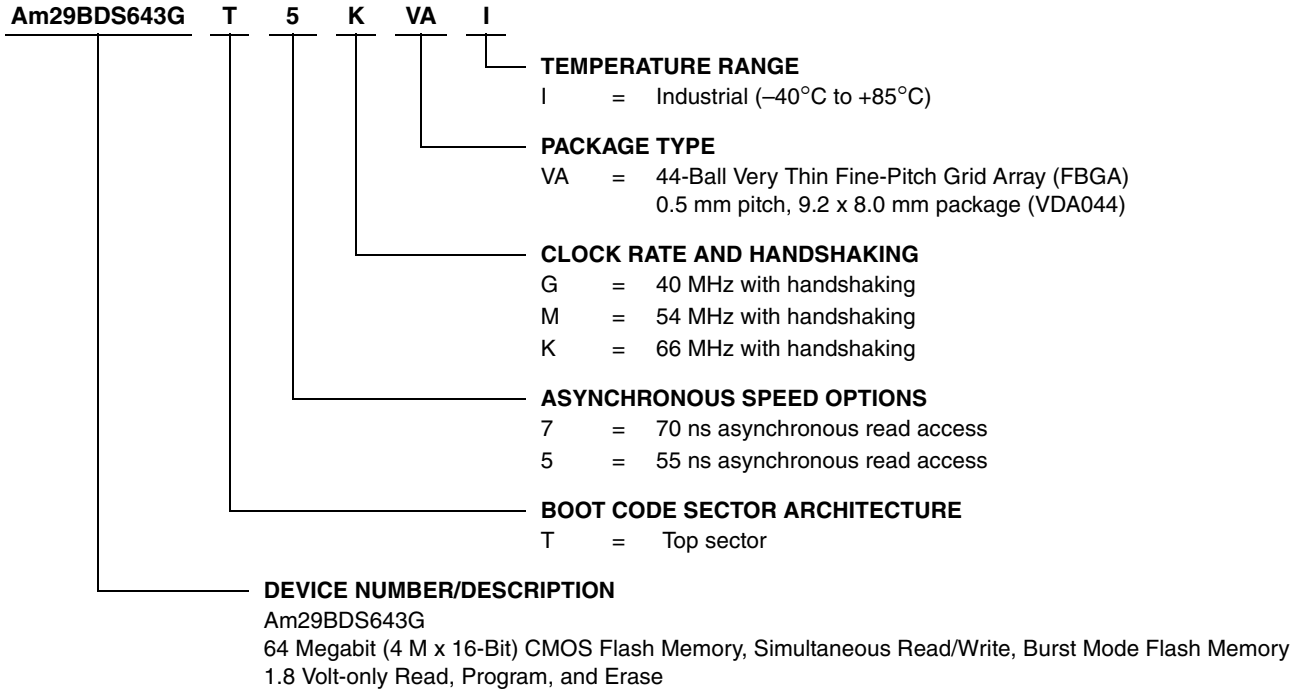 Am29BDS643G T 5 K VA I
TEMPERATURE RANGE
I = Industrial (–40°C to +85°C)
PACKAGE TYPE
VA = 44-Ball Very Thin Fine-Pitch Grid Array (FBGA)
0.5 mm pitch, 9.2 x 8.0 mm package (VDA044)
CLOCK RATE AND HANDSHAKING
G = 40 MHz with handshaking
M = 54 MHz with handshaking
K = 66 MHz with handshaking
ASYNCHRONOUS SPEED OPTIONS
7 = 70 ns asynchronous read access
5 = 55 ns asynchronous read access
BOOT CODE SECTOR ARCHITECTURE
T = Top sector
DEVICE NUMBER/DESCRIPTION
Am29BDS643G
64 Megabit (4 M x 16-Bit) CMOS Flash Memory, Simultaneous Read/Write, Burst Mode Flash Memory
1.8 Volt-only Read, Program, and Erase